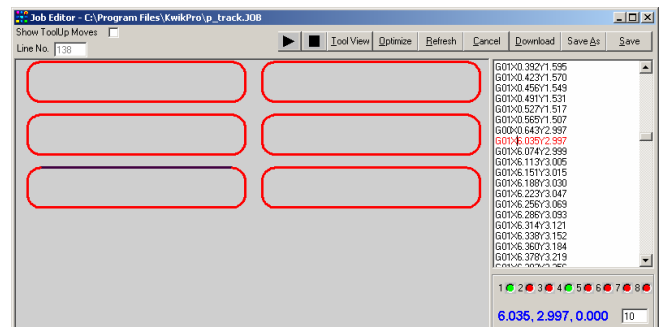 Job Editor - C:\Program Files\KwikPro\p_track.JOB
Show ToolUp Moves
Line No. 138
Tool View Optimize Refresh Cancel Download Save As Save
G01X0.392Y1.595
G01X0.423Y1.570
G01X0.456Y1.549
G01X0.491Y1.531
G01X0.527Y1.517
G01X0.565Y1.507
G00X0.643Y2.997
G01X6.035Y2.997
G01X6.074Y2.999
G01X6.113Y3.005
G01X6.151Y3.015
G01X6.188Y3.030
G01X6.223Y3.047
G01X6.256Y3.069
G01X6.286Y3.093
G01X6.314Y3.121
G01X6.338Y3.152
G01X6.360Y3.184
G01X6.378Y3.219
1 2 3 4 5 6 7 8
6.035, 2.997, 0.000 10